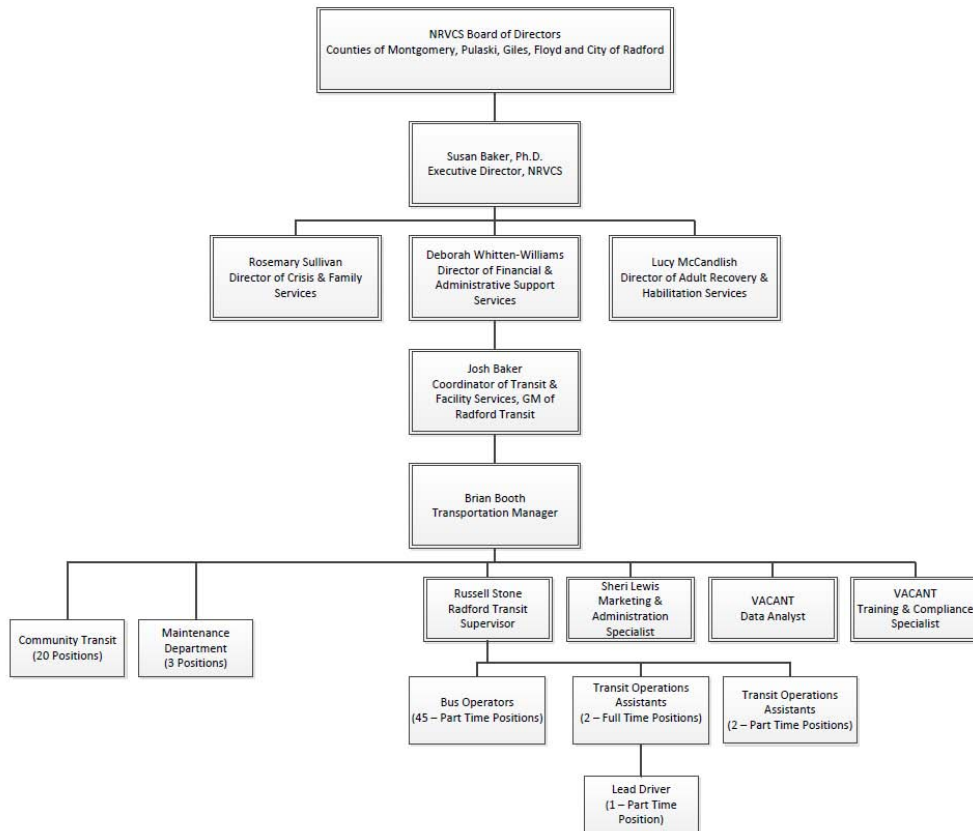 NRVCS Board of Directors
Counties of Montgomery, Pulaski, Giles, Floyd and City of Radford
Susan Baker, Ph.D.
Executive Director, NRVCS
Rosemary Sullivan
Director of Crisis & Family
Services
Deborah Whitten-Williams
Director of Financial &
Administrative Support
Services
Lucy McCandlish
Director of Adult Recovery &
Habilitation Services
Josh Baker
Coordinator of Transit &
Facility Services, GM of
Radford Transit
Brian Booth
Transportation Manager
Community Transit
(20 Positions)
Maintenance
Department
(3 Positions)
Russell Stone
Radford Transit
Supervisor
Sheri Lewis
Marketing &
Administration
Specialist
VACANT
Data Analyst
VACANT
Training & Compliance
Specialist
Bus Operators
(45 – Part Time Positions)
Transit Operations
Assistants
(2 – Full Time Positions)
Transit Operations
Assistants
(2 – Part Time Positions)
Lead Driver
(1 – Part Time
Position)